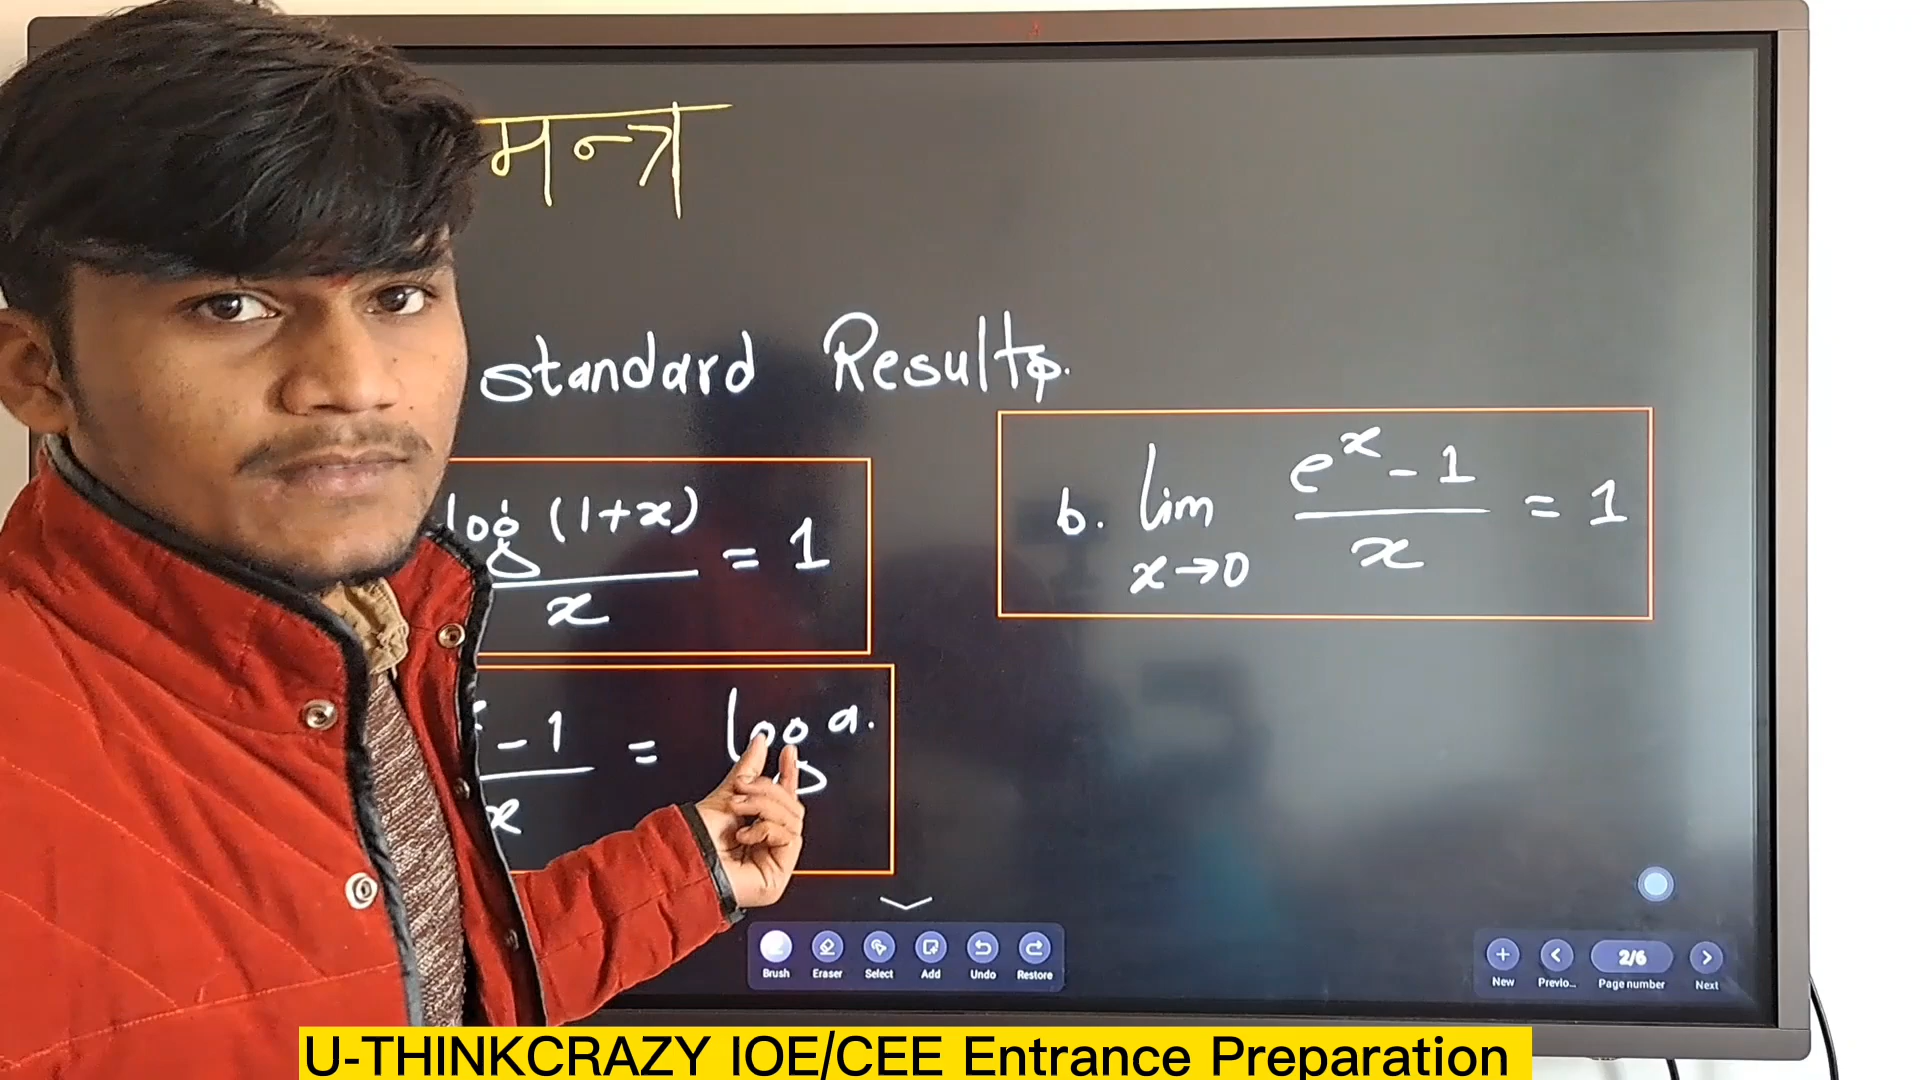 मन्त्र
standard Results.
log (1+x) / x = 1
b. lim x→0 (e^x - 1) / x = 1
- 1 / x = log a.
Brush Eraser Select Add Undo Restore
New Previo... 2/6 Page number Next
U-THINKCRAZY IOE/CEE Entrance Preparation